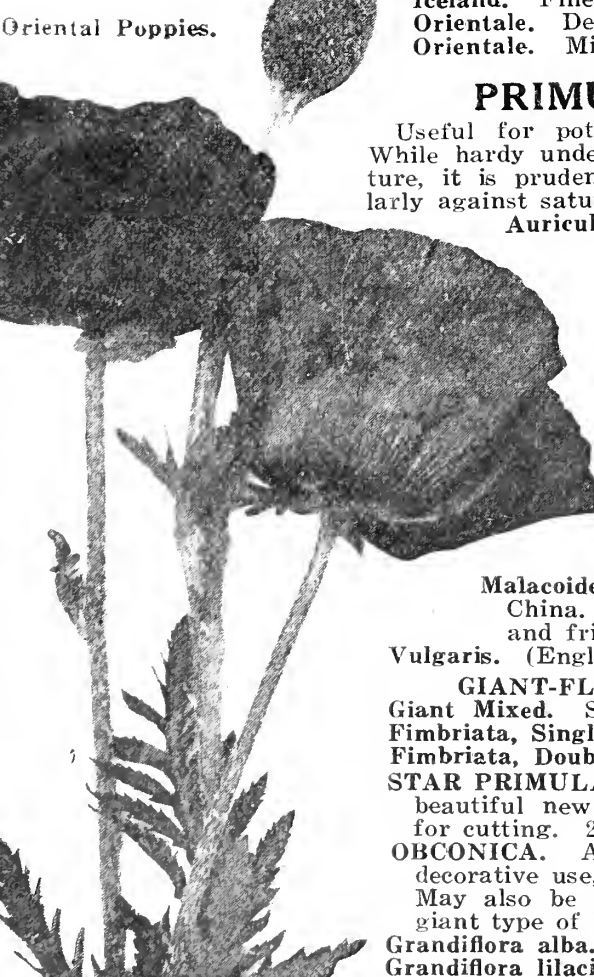 Oriental Poppies.
Iceland. Fine
Orientale. De
Orientale. Mi
PRIMU
Useful for pot
While hardy unde
ture, it is pruden
larly against satu
Auricul
Malacoide
China.
and fri
Vulgaris. (Engl
GIANT-FL
Giant Mixed. S
Fimbriata, Singl
Fimbriata, Doub
STAR PRIMULA
beautiful new
for cutting. 2
OBCONICA. A
decorative use,
May also be
giant type of
Grandiflora alba.
Grandiflora lilaci